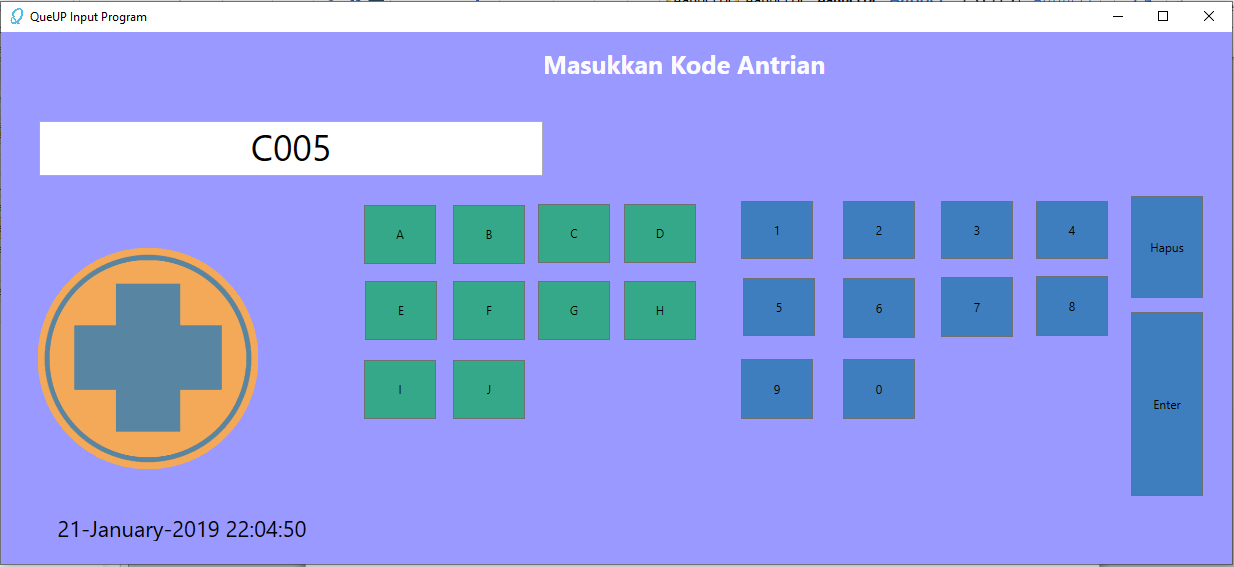 QueUP Input Program
Masukkan Kode Antrian
C005
A B C D 1 2 3 4 Hapus
E F G H 5 6 7 8
I J 9 0 Enter
21-January-2019 22:04:50